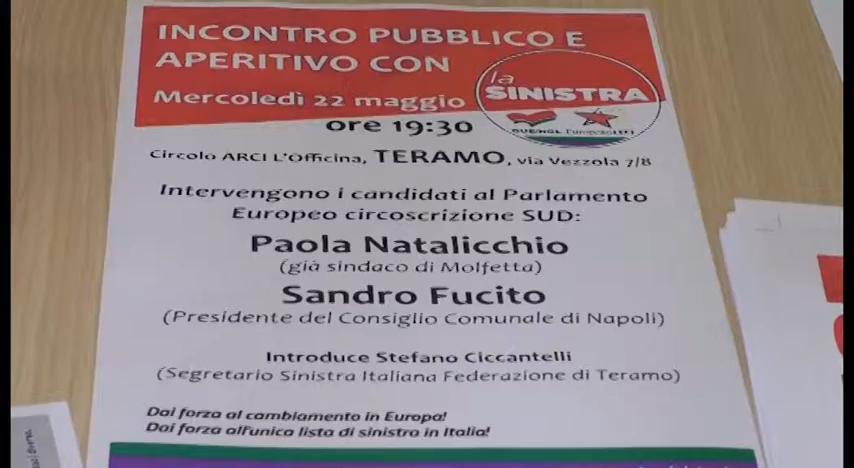 INCONTRO PUBBLICO E
APERITIVO CON
Mercoledì 22 maggio
la
SINISTRA
GUE/NGL
ore 19:30
Circolo ARCI L'Officina, TERAMO, via Vezzola 7/8
Intervengono i candidati al Parlamento
Europeo circoscrizione SUD:
Paola Natalicchio
(già sindaco di Molfetta)
Sandro Fucito
(Presidente del Consiglio Comunale di Napoli)
Introduce Stefano Ciccantelli
(Segretario Sinistra Italiana Federazione di Teramo)
Dai forza al cambiamento in Europa!
Dai forza all'unica lista di sinistro in Italia!